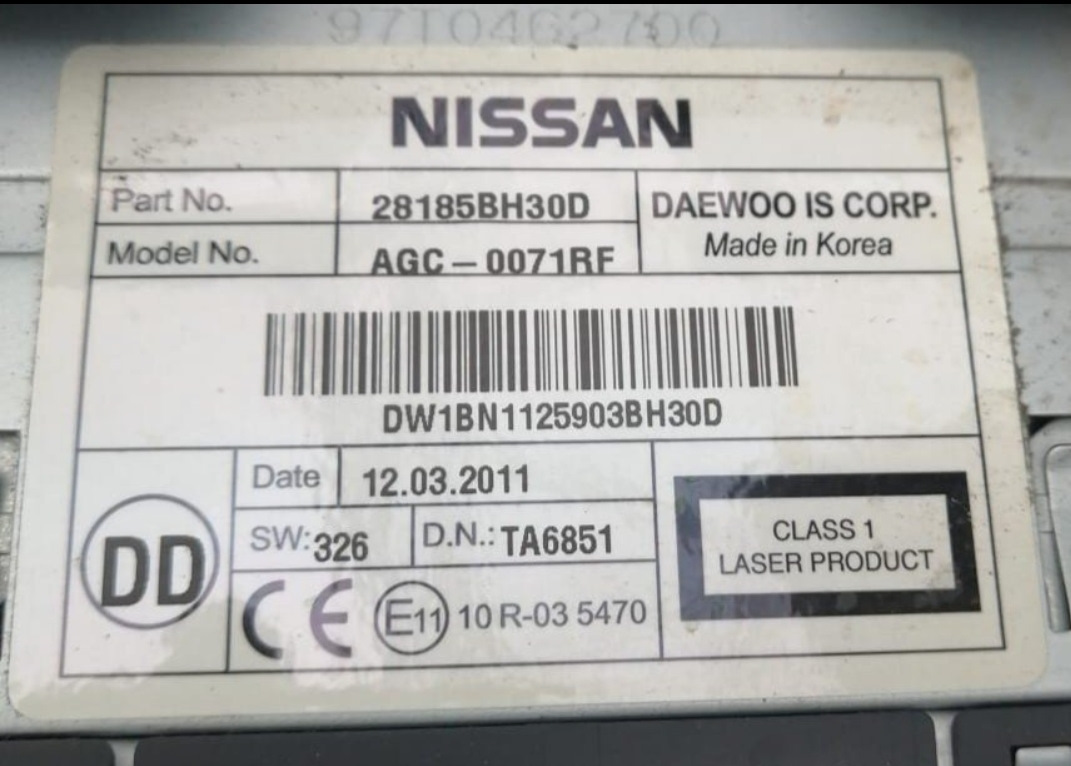 97T0462700
NISSAN
Part No. 28185BH30D DAEWOO IS CORP.
Model No. AGC-0071RF Made in Korea
DW1BN1125903BH30D
Date 12.03.2011
SW:326 D.N.: TA6851
DD
CLASS 1
LASER PRODUCT
CE E11 10 R-03 5470